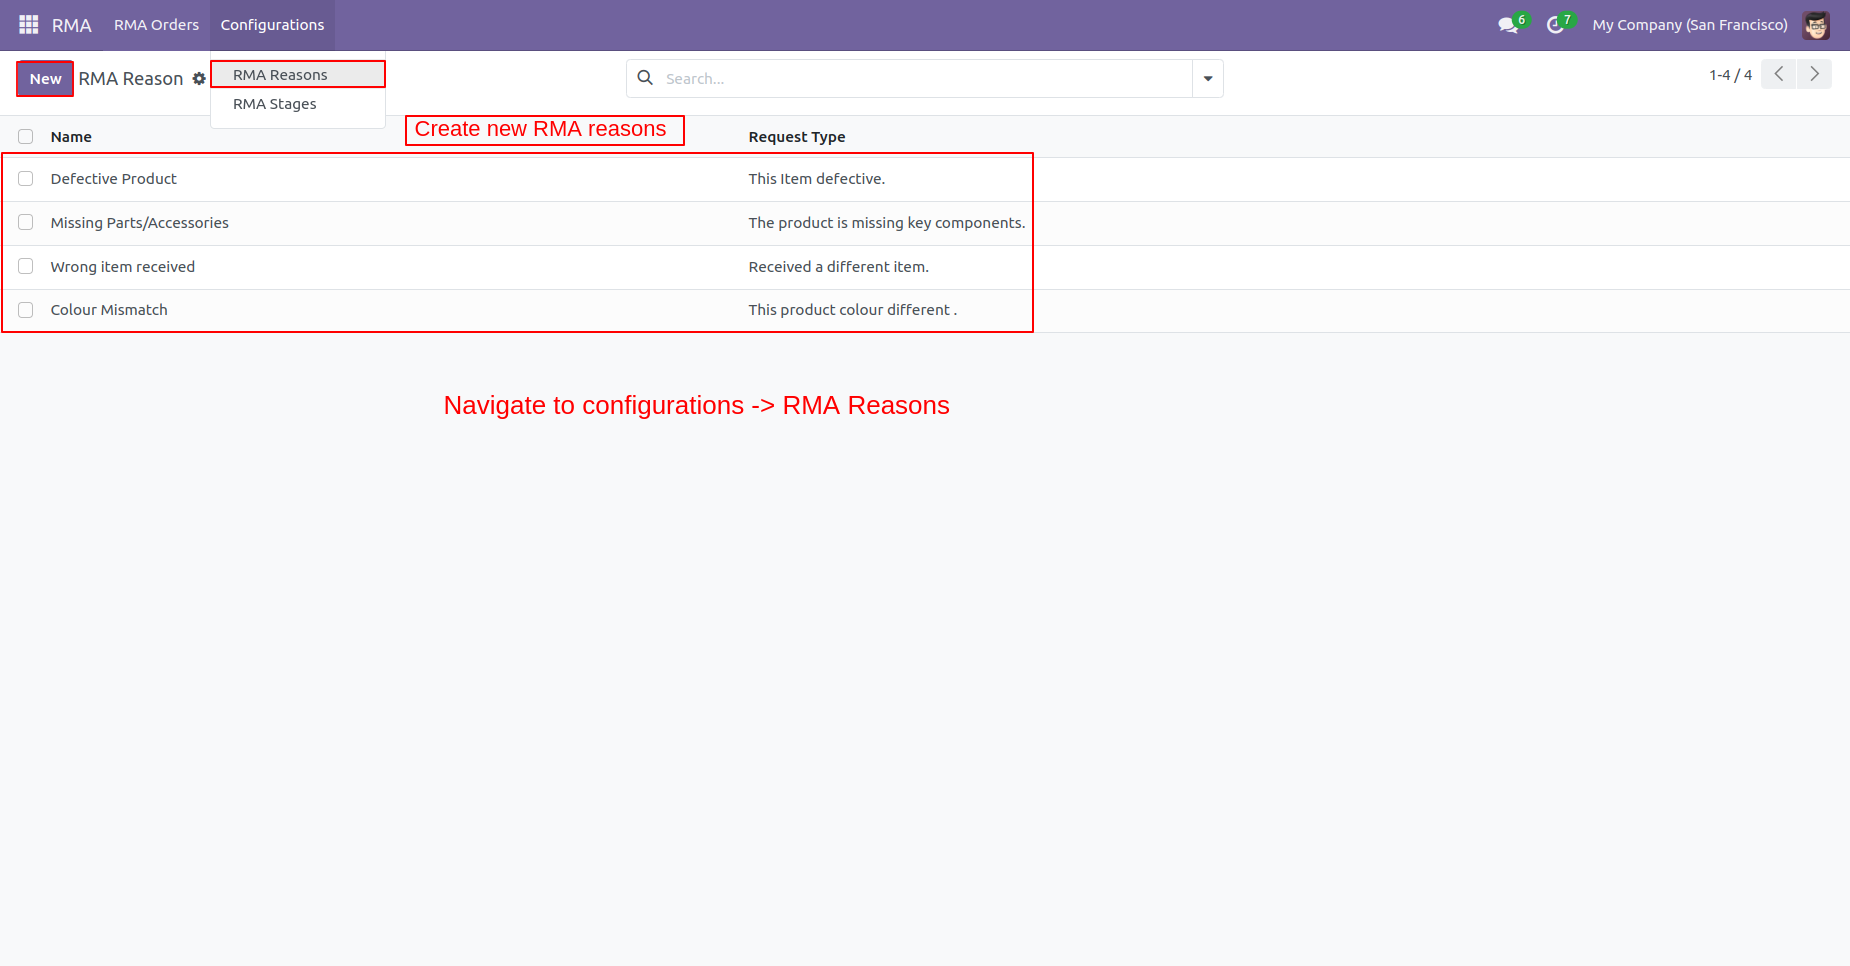 RMA RMA Orders Configurations 6 7 My Company (San Francisco)
New RMA Reason RMA Reasons Search... 1-4 / 4
RMA Stages
Create new RMA reasons
Name Request Type
Defective Product This Item defective.
Missing Parts/Accessories The product is missing key components.
Wrong item received Received a different item.
Colour Mismatch This product colour different .
Navigate to configurations -> RMA Reasons